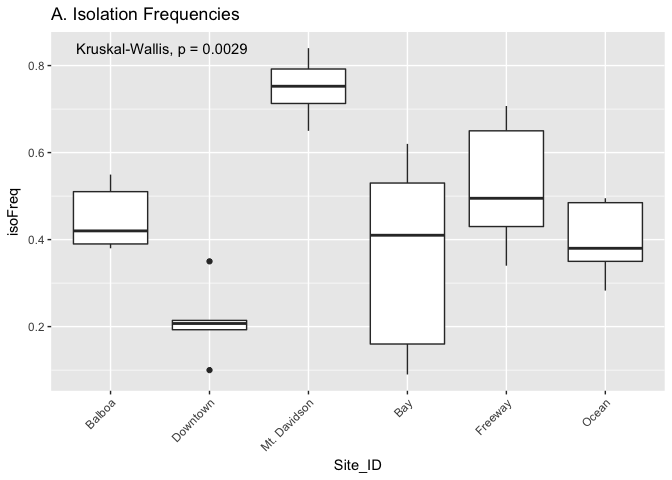 A. Isolation Frequencies
Kruskal-Wallis, p = 0.0029
isoFreq
0.8
0.6
0.4
0.2
Balboa
Downtown
Mt. Davidson
Bay
Freeway
Ocean
Site_ID